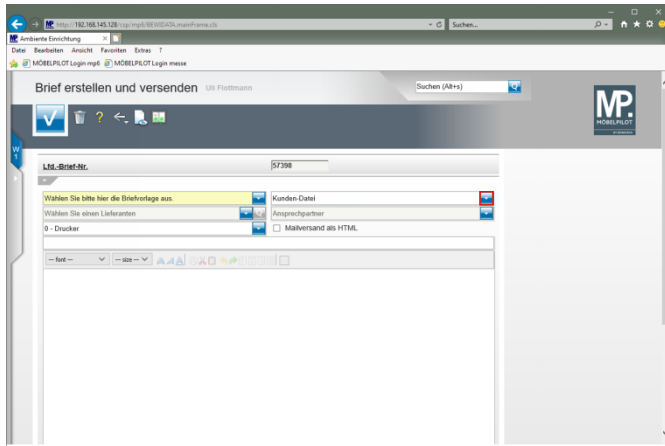 http://192.168.145.128/csp/mp6/BEWIDATA.mainFrame.cls
Suchen...
Ambiente Einrichtung
Datei Bearbeiten Ansicht Favoriten Extras ?
MÖBELPILOT Login mp6 MÖBELPILOT Login messe
Brief erstellen und versenden Uli Flottmann
Suchen (Alt+s)
MP.
MÖBELPILOT
W
1
Lfd.-Brief-Nr. 57398
Wählen Sie bitte hier die Briefvorlage aus. Kunden-Datei
Wählen Sie einen Lieferanten Ansprechpartner
0 - Drucker Mailversand als HTML
-- font -- -- size --